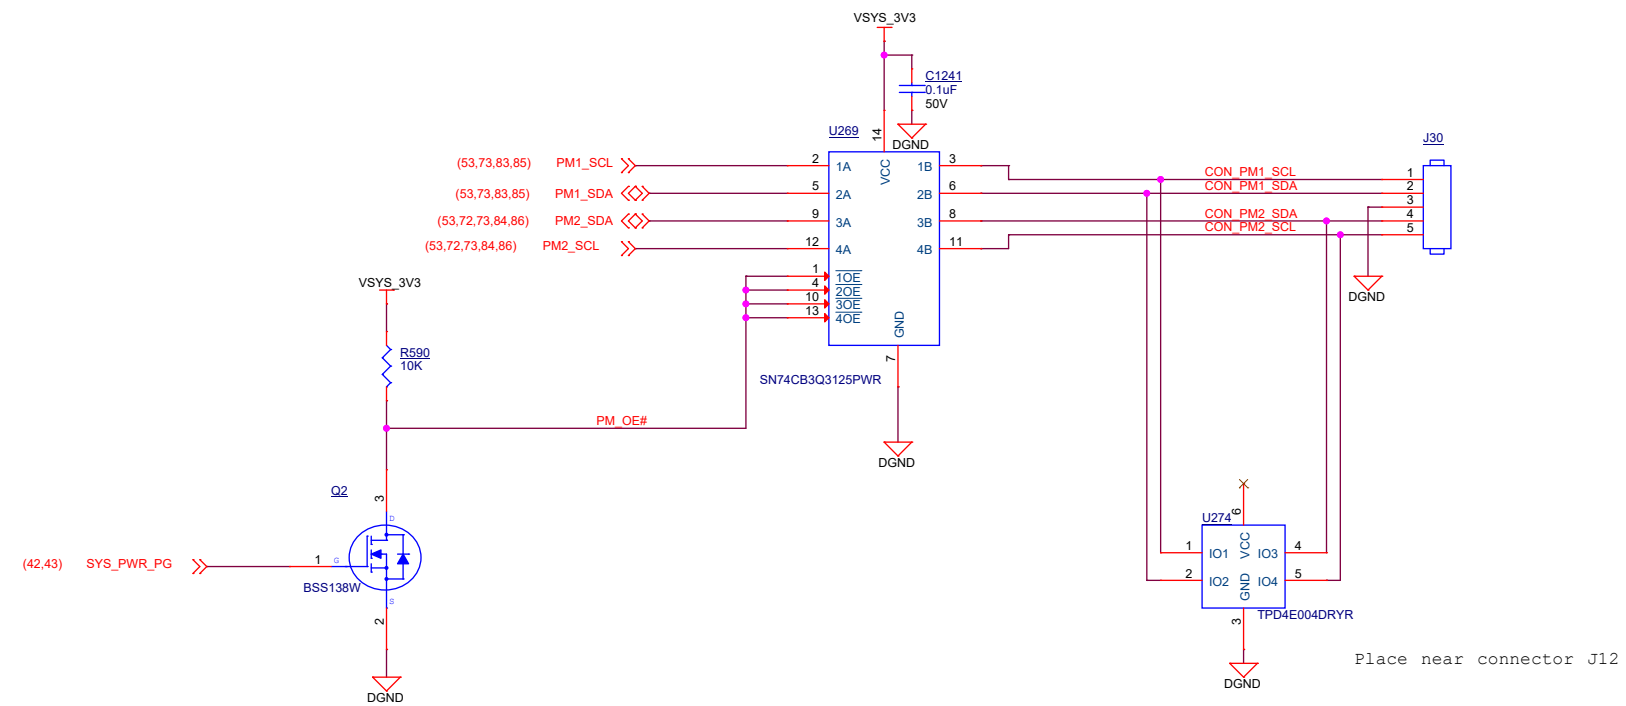 VSYS_3V3
C1241
0.1uF
50V
DGND
U269
14
VCC
J30
(53,73,83,85) PM1_SCL
2
1A
1B
3
CON_PM1_SCL
1
(53,73,83,85) PM1_SDA
5
2A
2B
6
CON_PM1_SDA
2
3
(53,72,73,84,86) PM2_SDA
9
3A
3B
8
CON_PM2_SDA
4
(53,72,73,84,86) PM2_SCL
12
4A
4B
11
CON_PM2_SCL
5
1
1OE
4
2OE
10
3OE
13
4OE
GND
7
SN74CB3Q3125PWR
DGND
DGND
VSYS_3V3
R590
10K
PM_OE#
Q2
3
D
(42,43) SYS_PWR_PG
1
G
BSS138W
S
2
DGND
6
U274
VCC
1
IO1
IO3
4
2
IO2
IO4
5
GND
TPD4E004DRYR
3
DGND
Place near connector J12